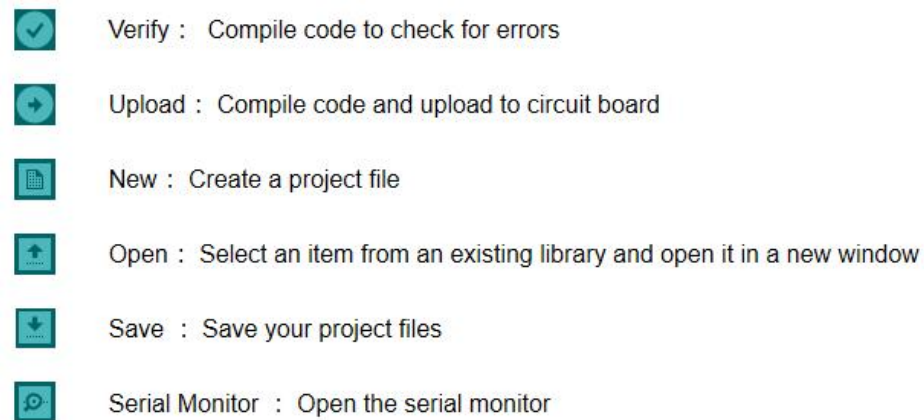 Verify： Compile code to check for errors
Upload：Compile code and upload to circuit board
New：Create a project file
Open：Select an item from an existing library and open it in a new window
Save ：Save your project files
Serial Monitor ：Open the serial monitor